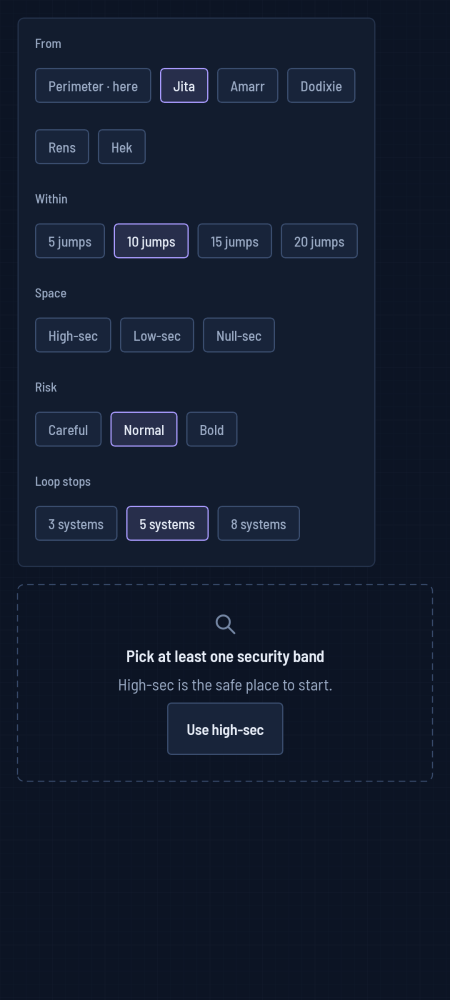 From
Perimeter · here Jita Amarr Dodixie
Rens Hek
Within
5 jumps 10 jumps 15 jumps 20 jumps
Space
High-sec Low-sec Null-sec
Risk
Careful Normal Bold
Loop stops
3 systems 5 systems 8 systems
Pick at least one security band
High-sec is the safe place to start.
Use high-sec